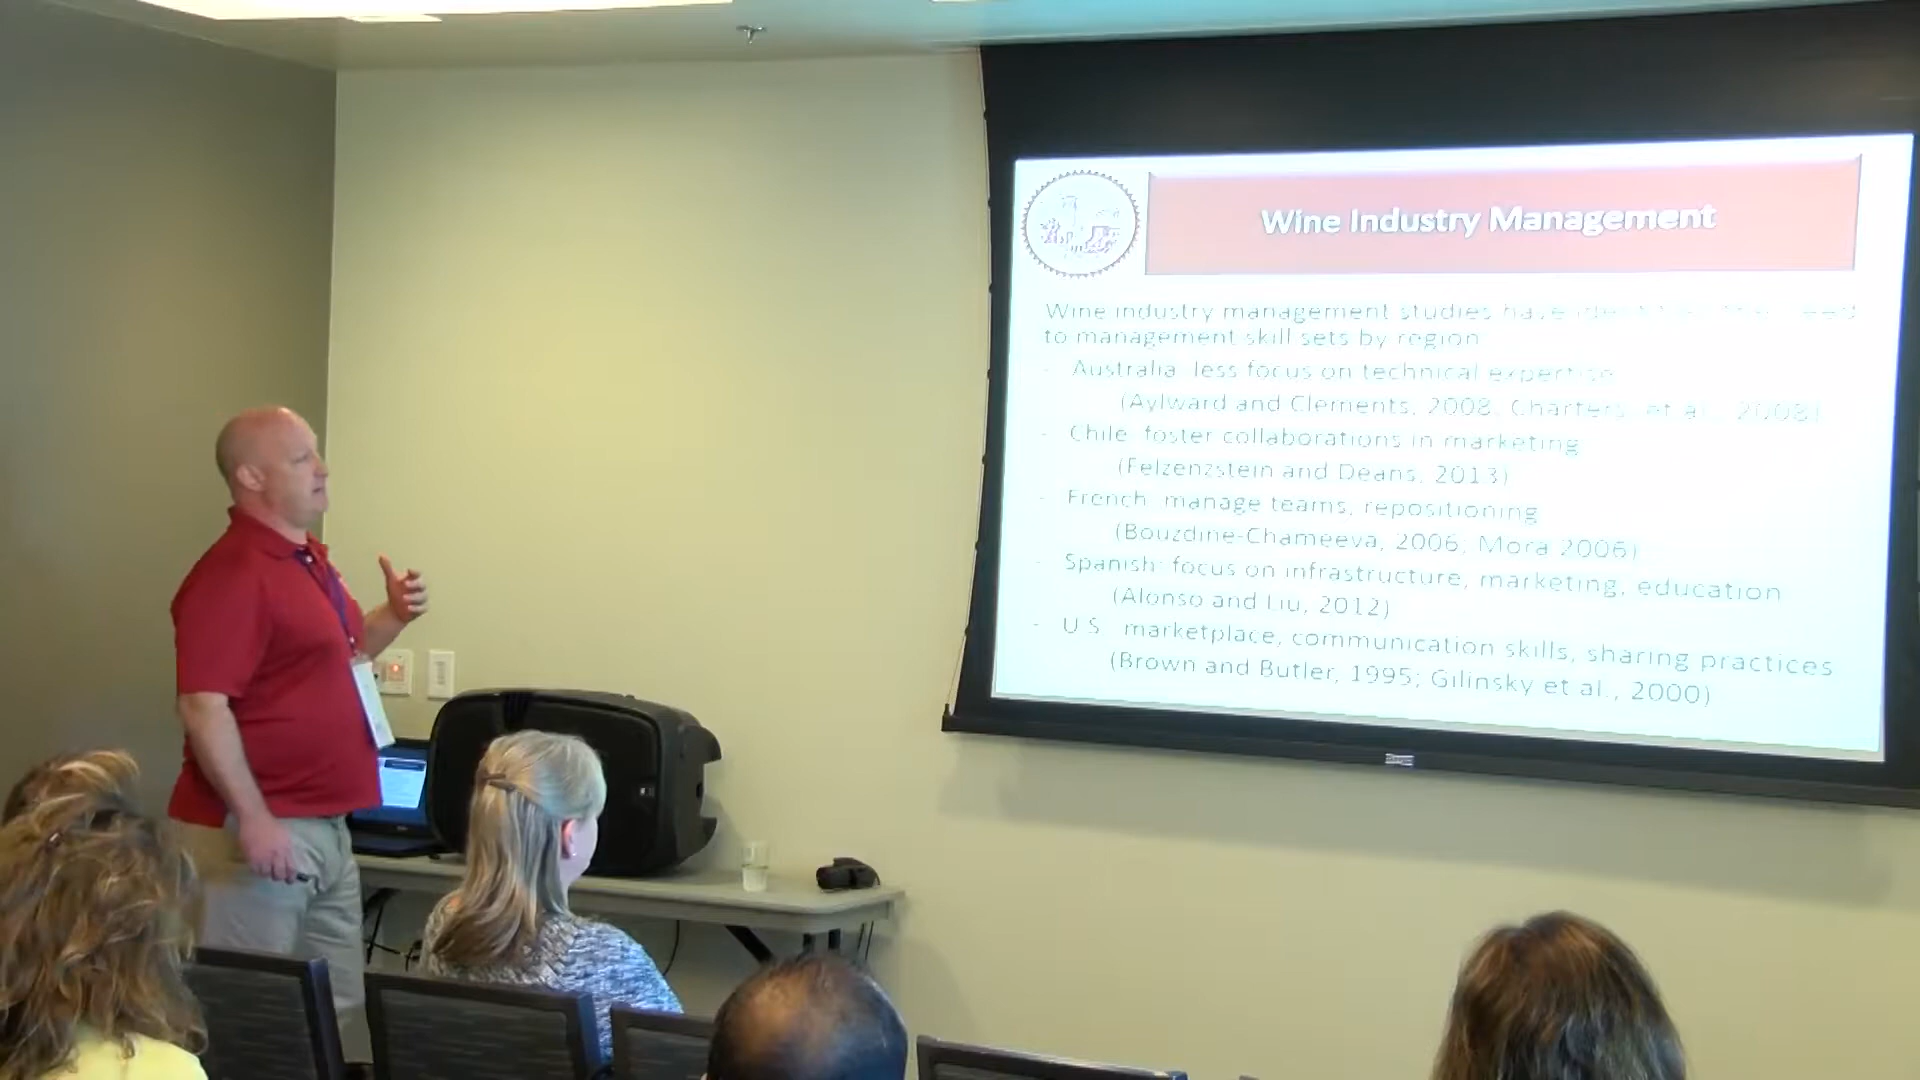 Wine Industry Management
Wine industry management studies have
to management skill sets by region
- Australia: less focus on technical expertise
(Aylward and Clements, 2008; Charters, et al., 2008)
- Chile: foster collaborations in marketing
(Felzenzstein and Deans, 2013)
- French: manage teams, repositioning
(Bouzdine-Chameeva, 2006; Mora 2006)
- Spanish: focus on infrastructure, marketing, education
(Alonso and Liu, 2012)
- U.S.: marketplace, communication skills, sharing practices
(Brown and Butler, 1995; Gilinsky et al., 2000)